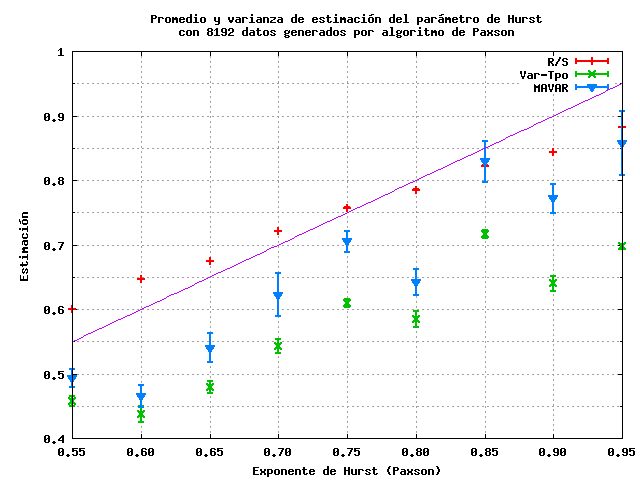 Promedio y varianza de estimación del parámetro de Hurst
con 8192 datos generados por algoritmo de Paxson
R/S
Var-Tpo
MAVAR
1
0.9
0.8
0.7
0.6
0.5
0.4
Estimación
0.55 0.60 0.65 0.70 0.75 0.80 0.85 0.90 0.95
Exponente de Hurst (Paxson)